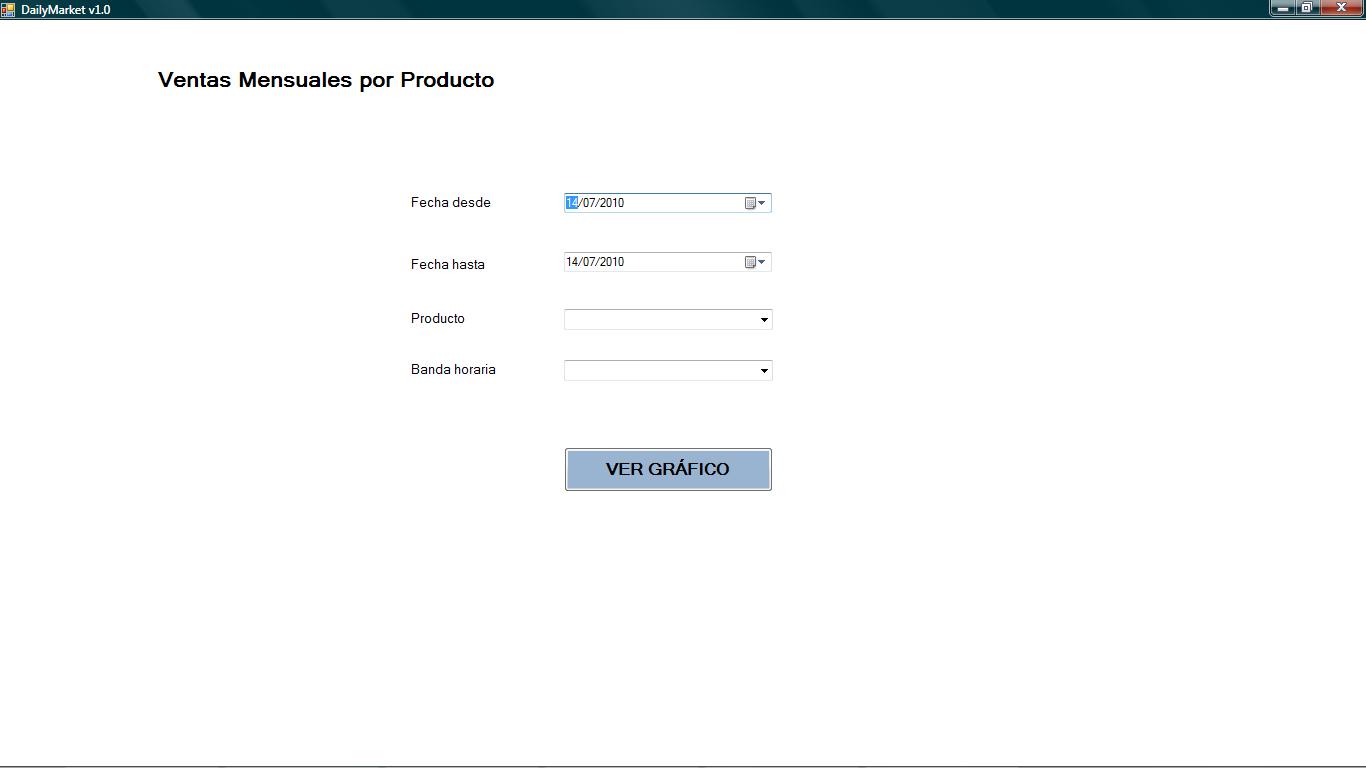 DailyMarket v1.0
Ventas Mensuales por Producto
Fecha desde 14/07/2010
Fecha hasta 14/07/2010
Producto
Banda horaria
VER GRÁFICO